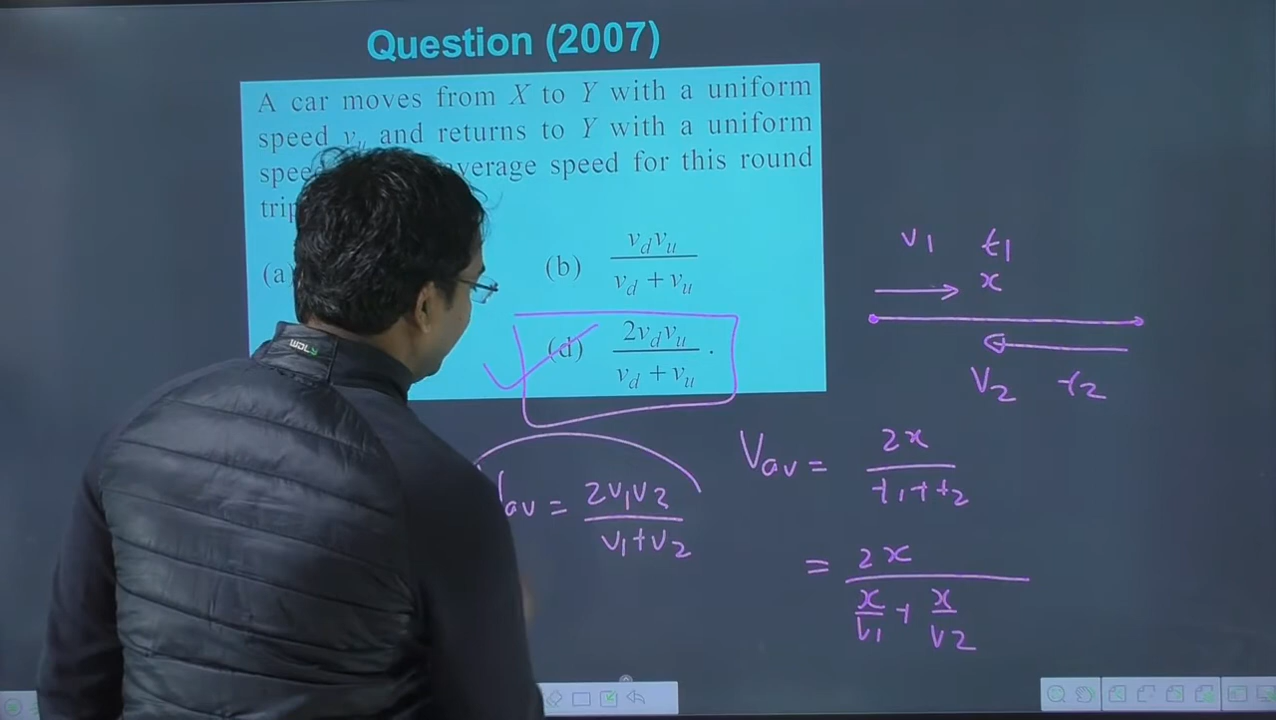 Question (2007)
A car moves from X to Y with a uniform
speed vᵤ and returns to Y with a uniform
average speed for this round
(b) v_d v_u / v_d + v_u
(d) 2v_d v_u / v_d + v_u .
WDLY
V1 t1
x
V2 t2
Vav = 2x / t1+t2
av = 2v1v2 / v1+v2
= 2x / x/v1 + x/v2